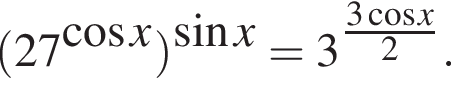 $(27^{\cos x})^{\sin x} = 3^{\frac{3\cos x}{2}}.$